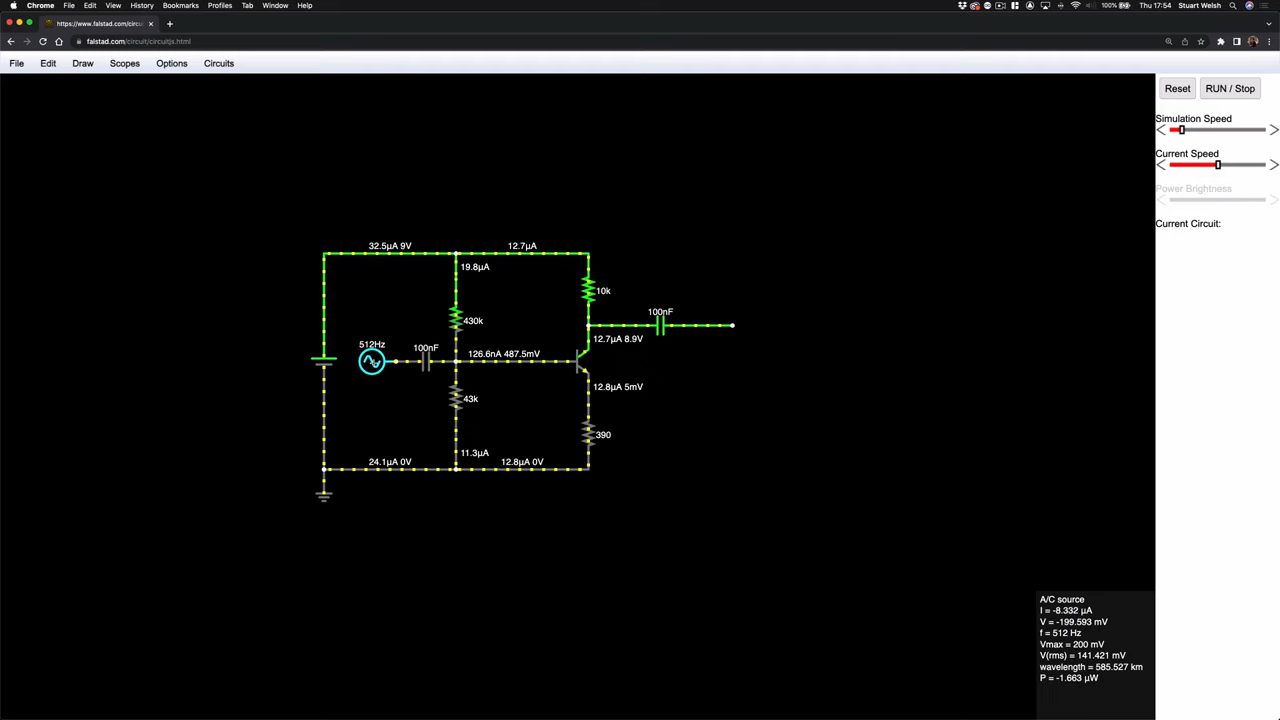 Chrome File Edit View History Bookmarks Profiles Tab Window Help 100% Thu 17:54 Stuart Welsh
https://www.falstad.com/circu
falstad.com/circuit/circuitjs.html
File Edit Draw Scopes Options Circuits
Reset RUN / Stop
Simulation Speed
Current Speed
Power Brightness
Current Circuit:
32.5µA 9V 12.7µA
19.8µA
10k
100nF
430k
12.7µA 8.9V
512Hz 100nF 126.6nA 487.5mV
12.8µA 5mV
43k
390
11.3µA
24.1µA 0V 12.8µA 0V
A/C source
I = -8.332 µA
V = -199.593 mV
f = 512 Hz
Vmax = 200 mV
V(rms) = 141.421 mV
wavelength = 585.527 km
P = -1.663 µW